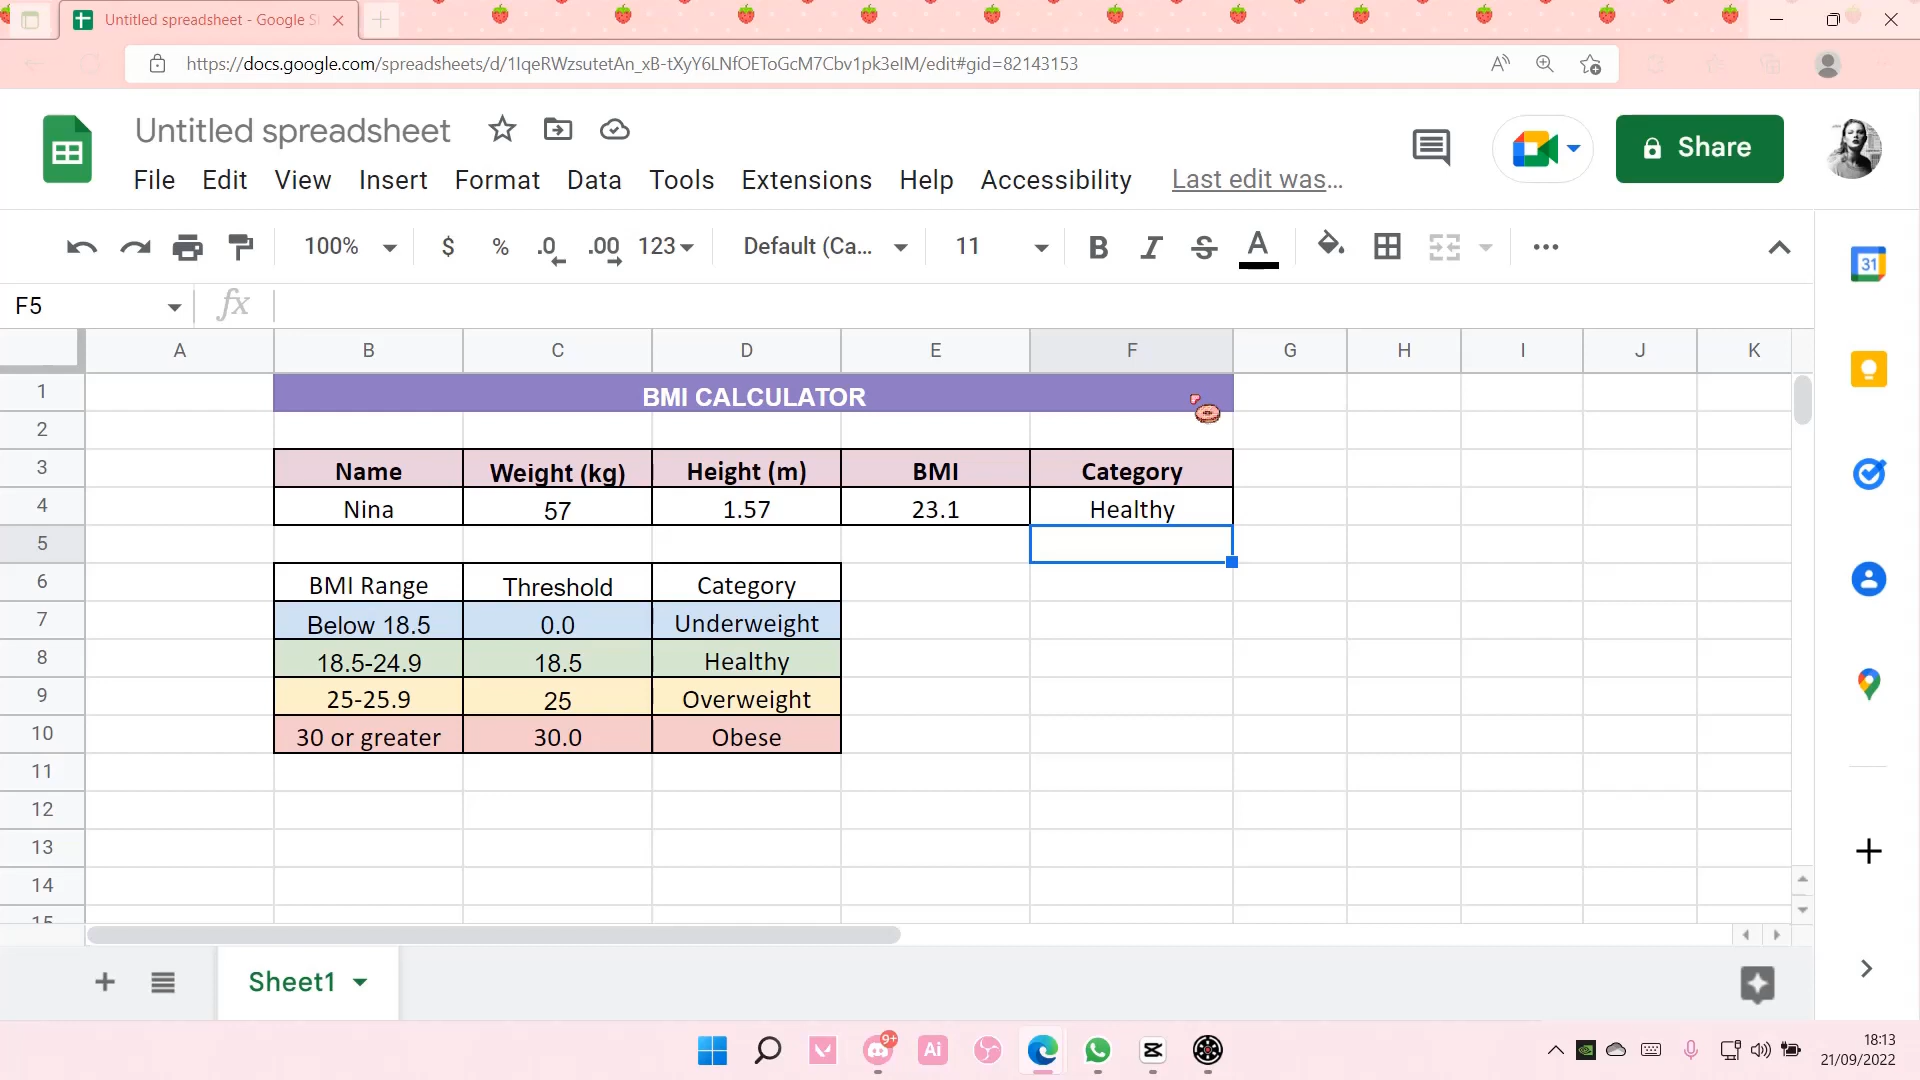 Untitled spreadsheet - Google S
https://docs.google.com/spreadsheets/d/1IqeRWzsutetAn_xB-tXyY6LNfOEToGcM7Cbv1pk3eIM/edit#gid=82143153
Untitled spreadsheet
Share
File Edit View Insert Format Data Tools Extensions Help Accessibility Last edit was...
100% $ % .0 .00 123 Default (Ca... 11 B I S A
31
F5 fx
A B C D E F G H I J K
1 BMI CALCULATOR
2
3 Name Weight (kg) Height (m) BMI Category
4 Nina 57 1.57 23.1 Healthy
5
6 BMI Range Threshold Category
7 Below 18.5 0.0 Underweight
8 18.5-24.9 18.5 Healthy
9 25-25.9 25 Overweight
10 30 or greater 30.0 Obese
11
12
13
14
15
Sheet1
9+
Ai
18:13
21/09/2022